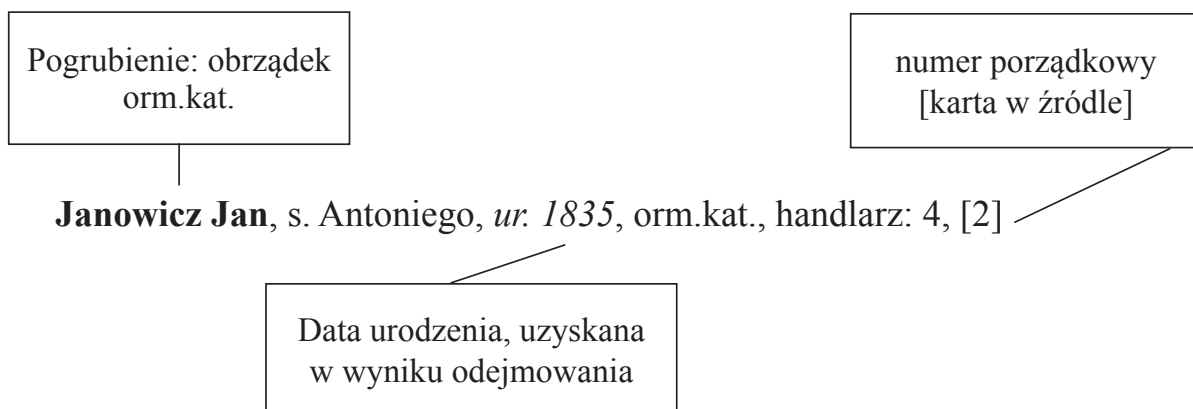 Pogrubienie: obrządek
orm.kat.
numer porządkowy
[karta w źródle]
Janowicz Jan, s. Antoniego, ur. 1835, orm.kat., handlarz: 4, [2]
Data urodzenia, uzyskana
w wyniku odejmowania